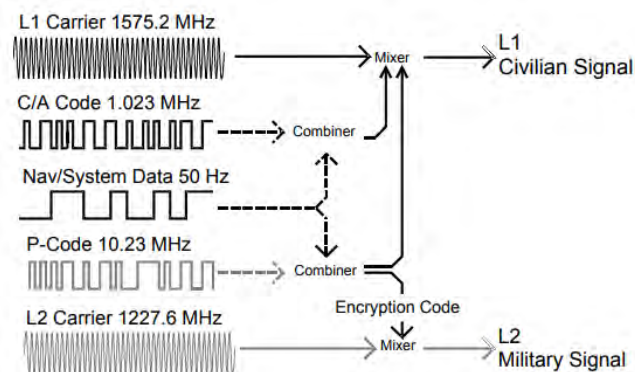 L1 Carrier 1575.2 MHz
Mixer
L1
Civilian Signal
C/A Code 1.023 MHz
Combiner
Nav/System Data 50 Hz
P-Code 10.23 MHz
Combiner
Encryption Code
L2 Carrier 1227.6 MHz
Mixer
L2
Military Signal